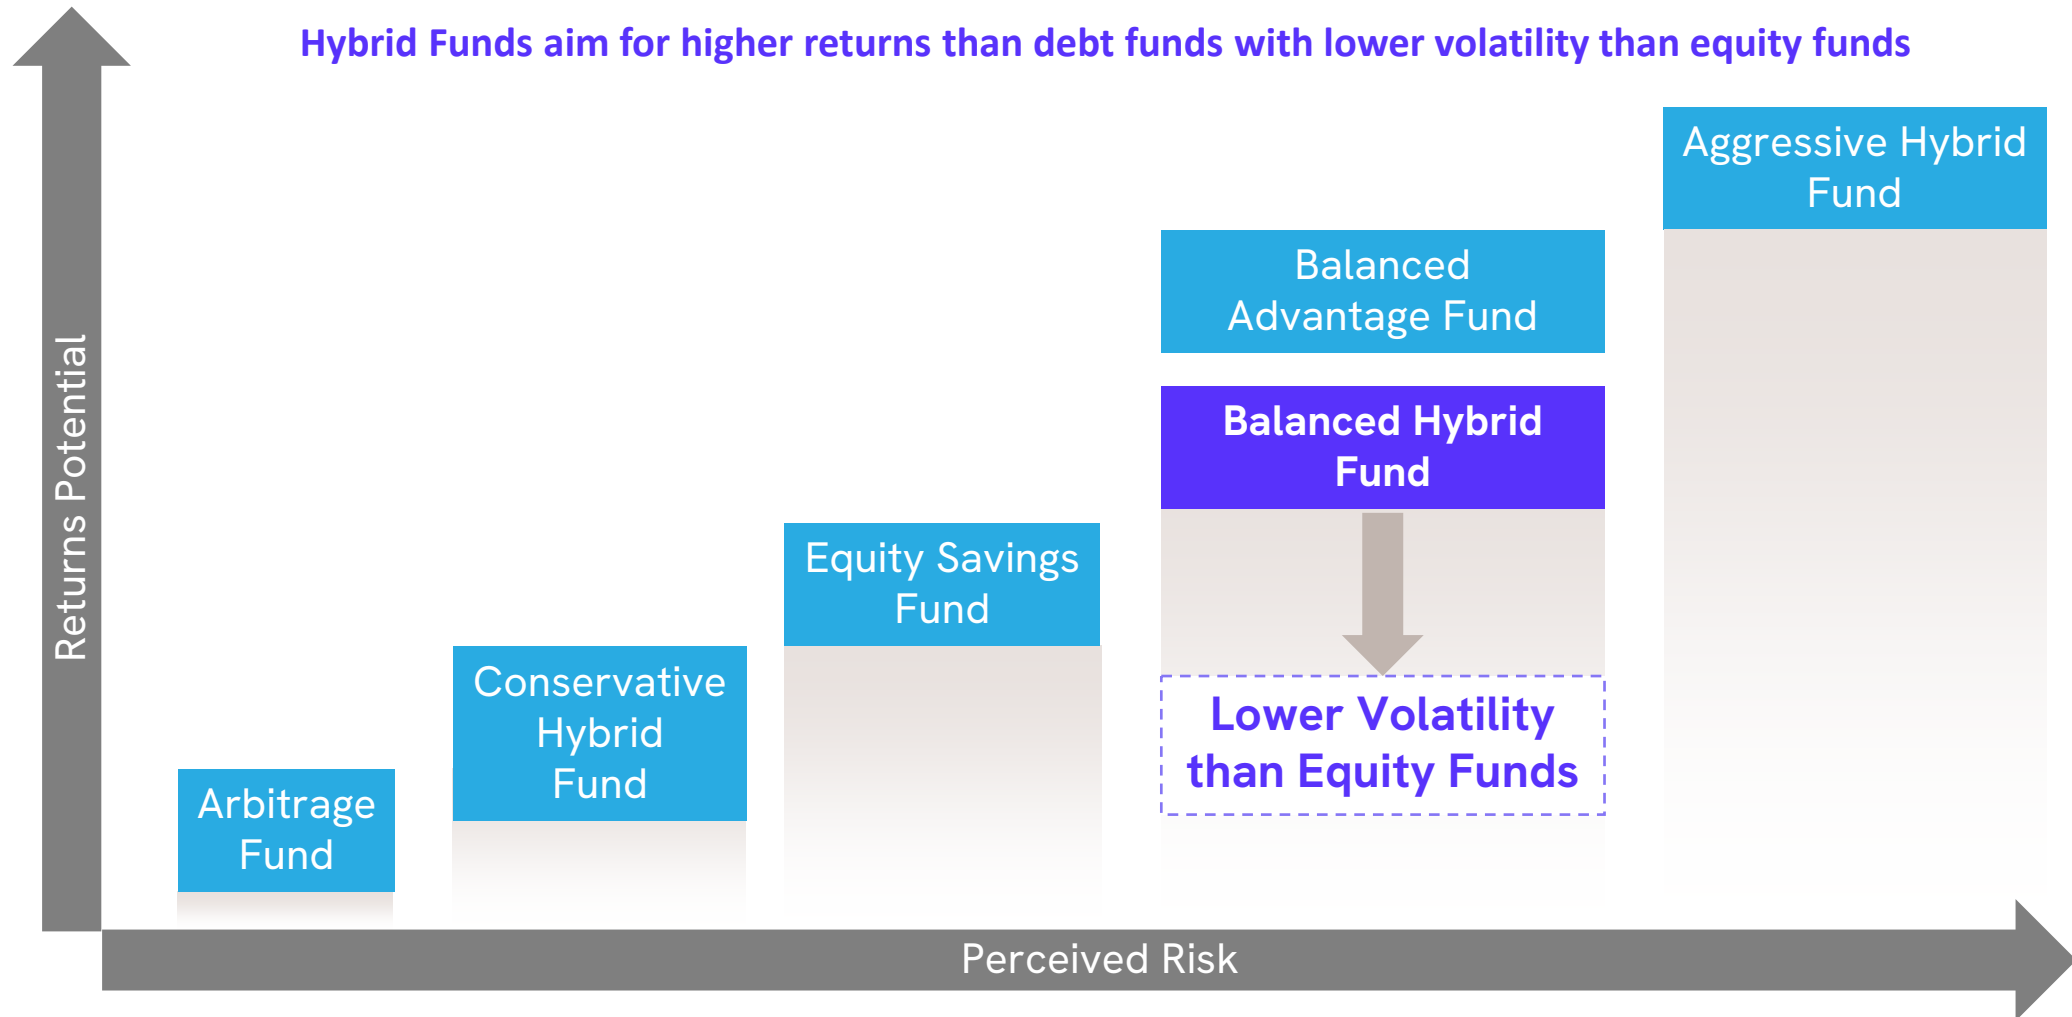 Hybrid Funds aim for higher returns than debt funds with lower volatility than equity funds
Returns Potential
Aggressive Hybrid
Fund
Balanced
Advantage Fund
Balanced Hybrid
Fund
Lower Volatility
than Equity Funds
Equity Savings
Fund
Conservative
Hybrid
Fund
Arbitrage
Fund
Perceived Risk